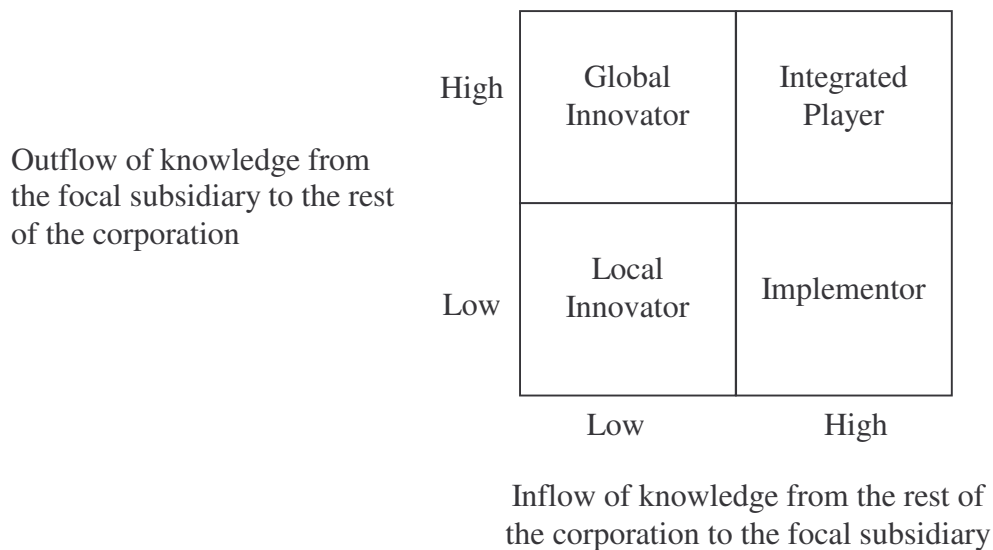 High
Global
Innovator
Integrated
Player
Outflow of knowledge from
the focal subsidiary to the rest
of the corporation
Low
Local
Innovator
Implementor
Low
High
Inflow of knowledge from the rest of
the corporation to the focal subsidiary